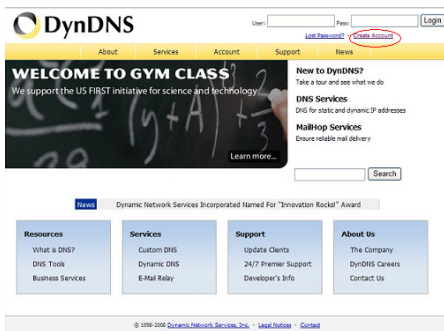 DynDNS
User: Pass: Login
Lost Password? - Create Account
About Services Account Support News
WELCOME TO GYM CLASS
We support the US FIRST initiative for science and technology
Learn more...
New to DynDNS?
Take a tour and see what we do
DNS Services
DNS for static and dynamic IP addresses
MailHop Services
Ensure reliable mail delivery
Search
News Dynamic Network Services Incorporated Named For "Innovation Rocks!" Award
Resources
What is DNS?
DNS Tools
Business Services
Services
Custom DNS
Dynamic DNS
E-Mail Relay
Support
Update Clients
24/7 Premier Support
Developer's Info
About Us
The Company
DynDNS Careers
Contact Us
© 1998-2008 Dynamic Network Services, Inc. - Legal Notices - Contact